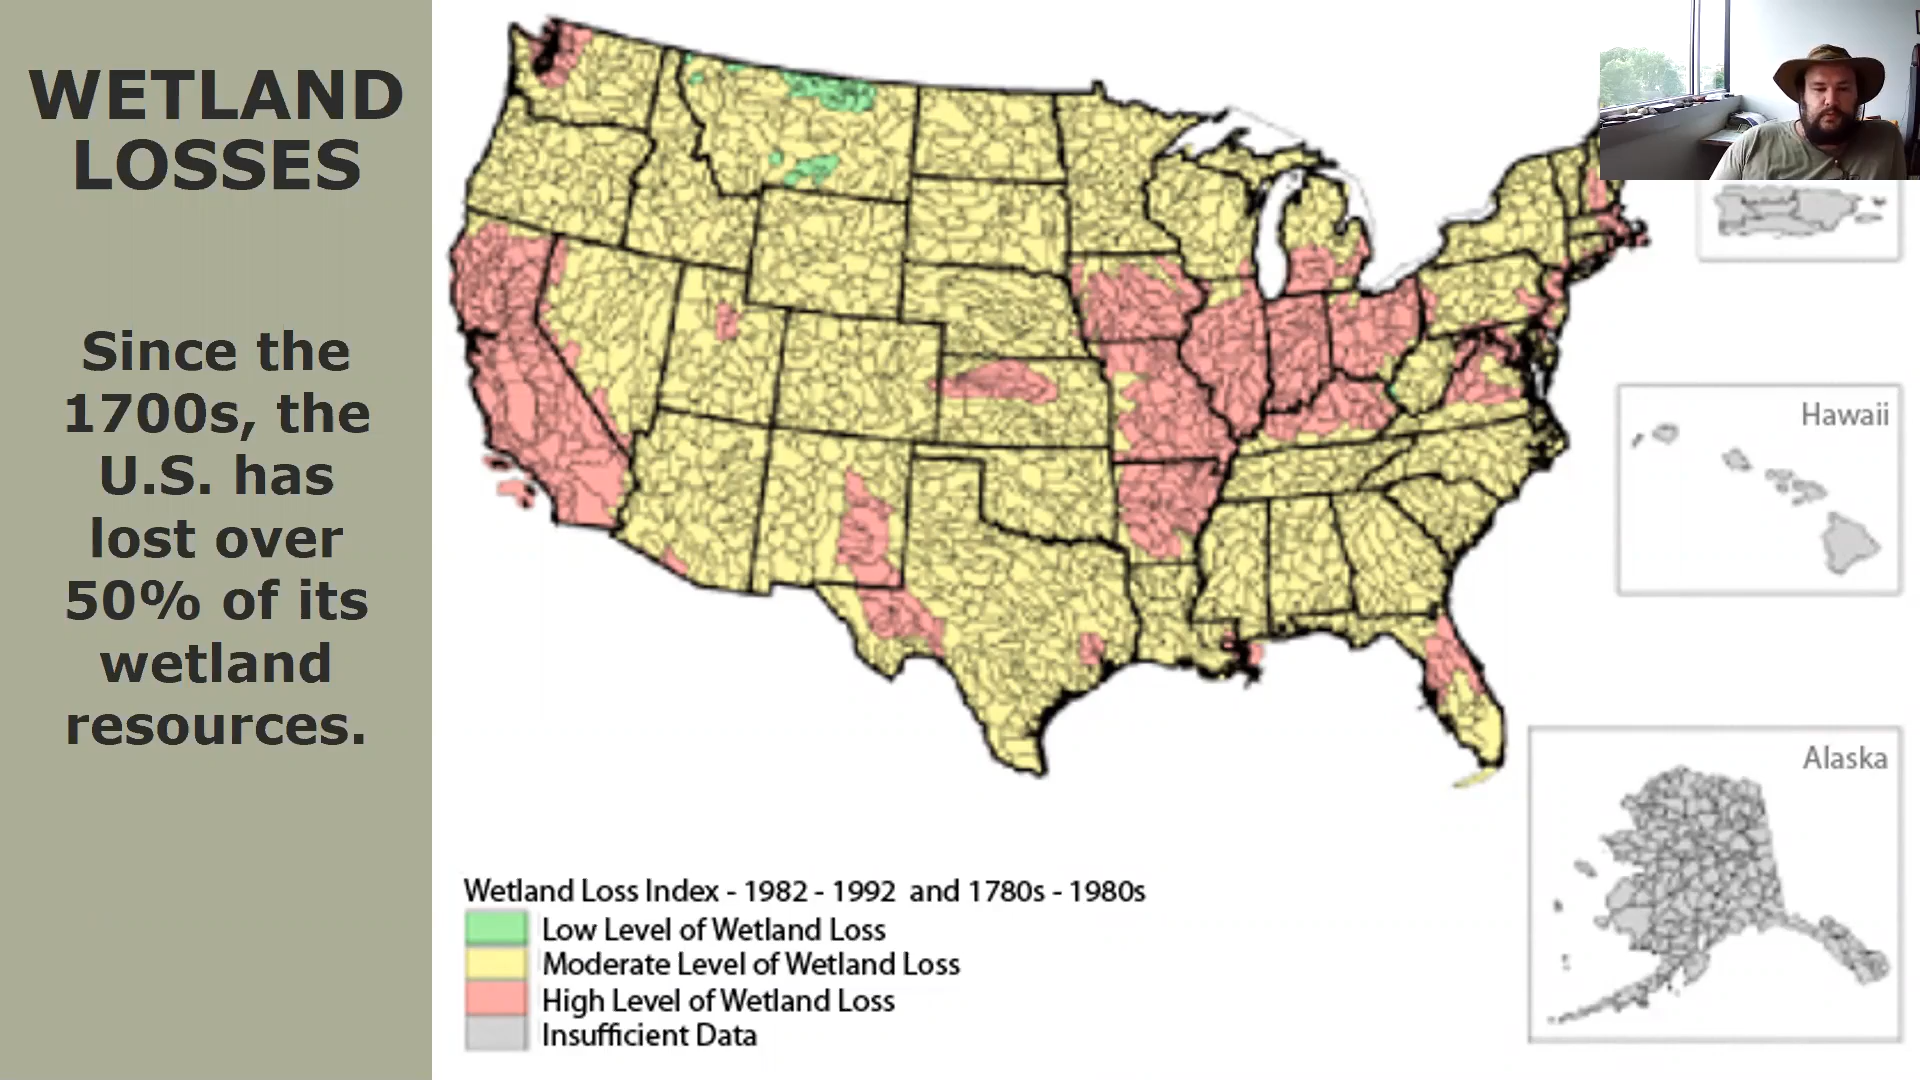 WETLAND
LOSSES
Since the
1700s, the
U.S. has
lost over
50% of its
wetland
resources.
Hawaii
Alaska
Wetland Loss Index - 1982 - 1992 and 1780s - 1980s
Low Level of Wetland Loss
Moderate Level of Wetland Loss
High Level of Wetland Loss
Insufficient Data